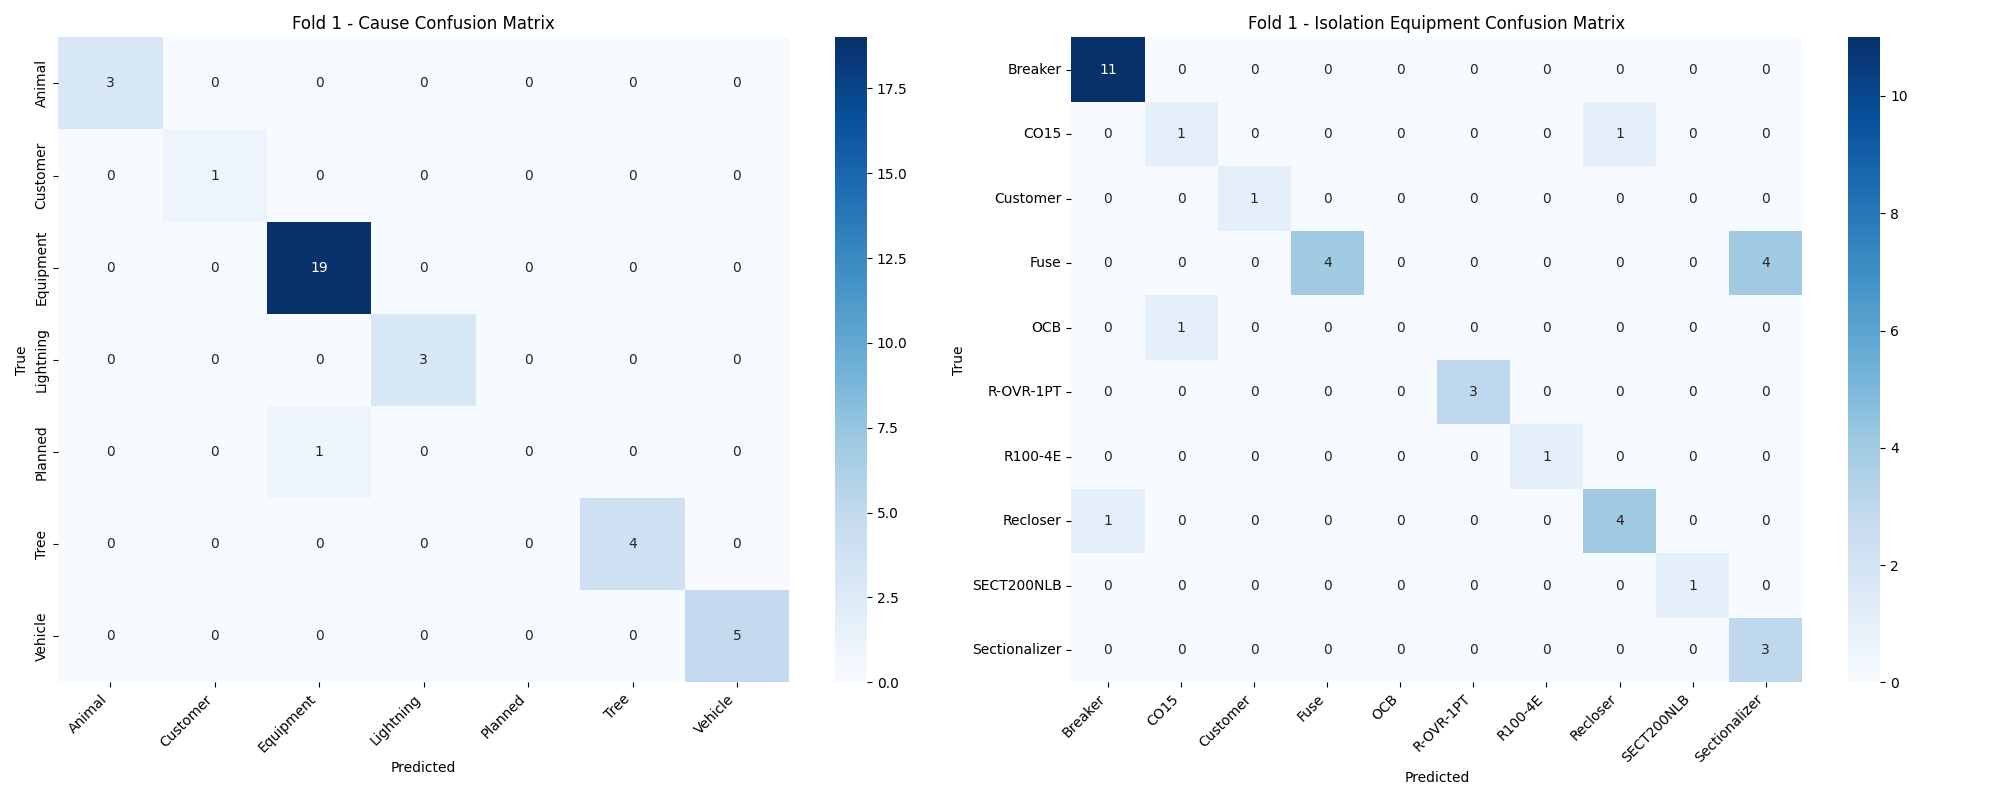 Fold 1 - Cause Confusion Matrix
True
Animal 3 0 0 0 0 0 0
Customer 0 1 0 0 0 0 0
Equipment 0 0 19 0 0 0 0
Lightning 0 0 0 3 0 0 0
Planned 0 0 1 0 0 0 0
Tree 0 0 0 0 0 4 0
Vehicle 0 0 0 0 0 0 5
Animal Customer Equipment Lightning Planned Tree Vehicle
Predicted
17.5
15.0
12.5
10.0
7.5
5.0
2.5
0.0
Fold 1 - Isolation Equipment Confusion Matrix
True
Breaker 11 0 0 0 0 0 0 0 0 0
CO15 0 1 0 0 0 0 0 1 0 0
Customer 0 0 1 0 0 0 0 0 0 0
Fuse 0 0 0 4 0 0 0 0 0 4
OCB 0 1 0 0 0 0 0 0 0 0
R-OVR-1PT 0 0 0 0 0 3 0 0 0 0
R100-4E 0 0 0 0 0 0 1 0 0 0
Recloser 1 0 0 0 0 0 0 4 0 0
SECT200NLB 0 0 0 0 0 0 0 0 1 0
Sectionalizer 0 0 0 0 0 0 0 0 0 3
Breaker CO15 Customer Fuse OCB R-OVR-1PT R100-4E Recloser SECT200NLB Sectionalizer
Predicted
10
8
6
4
2
0